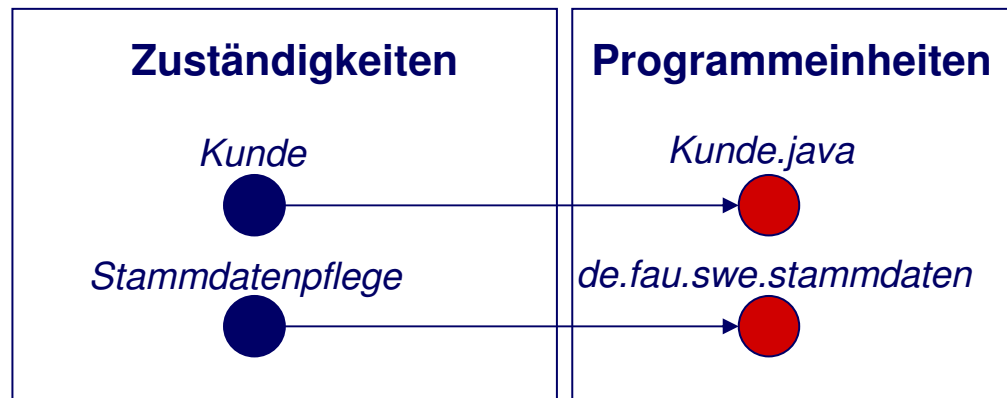 Zuständigkeiten
Kunde
Stammdatenpflege
Programmeinheiten
Kunde.java
de.fau.swe.stammdaten